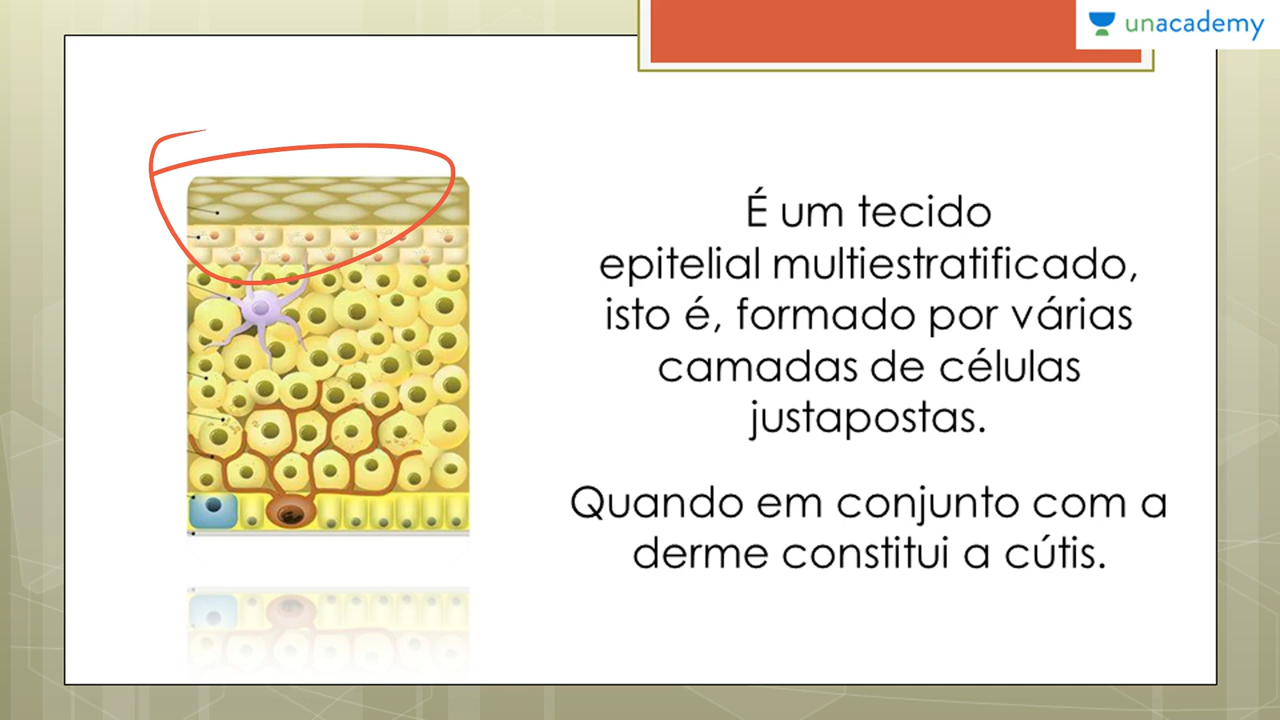 unacademy
É um tecido
epitelial multiestratificado,
isto é, formado por várias
camadas de células
justapostas.
Quando em conjunto com a
derme constitui a cútis.